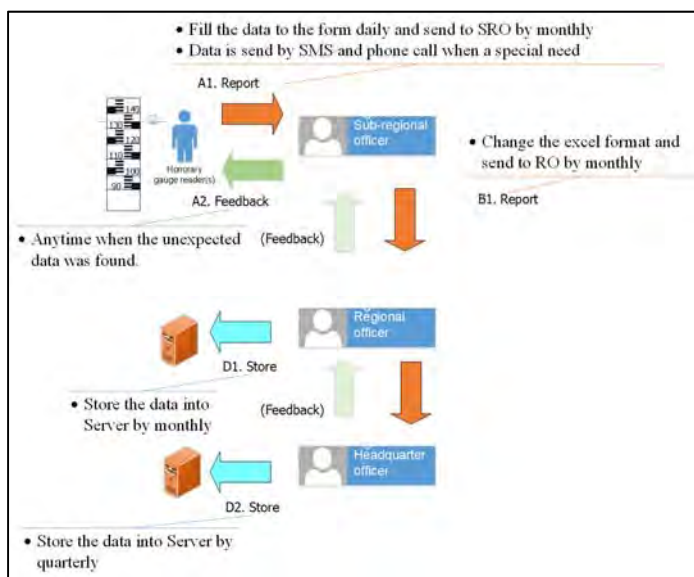 • Fill the data to the form daily and send to SRO by monthly
• Data is send by SMS and phone call when a special need
A1. Report
140
130
120
110
100
90
Honorary
gauge reader(s)
Sub-regional
officer
• Change the excel format and
send to RO by monthly
B1. Report
A2. Feedback
• Anytime when the unexpected
data was found.
(Feedback)
Regional
officer
D1. Store
• Store the data into
Server by monthly
(Feedback)
Headquarter
officer
D2. Store
• Store the data into Server by
quarterly